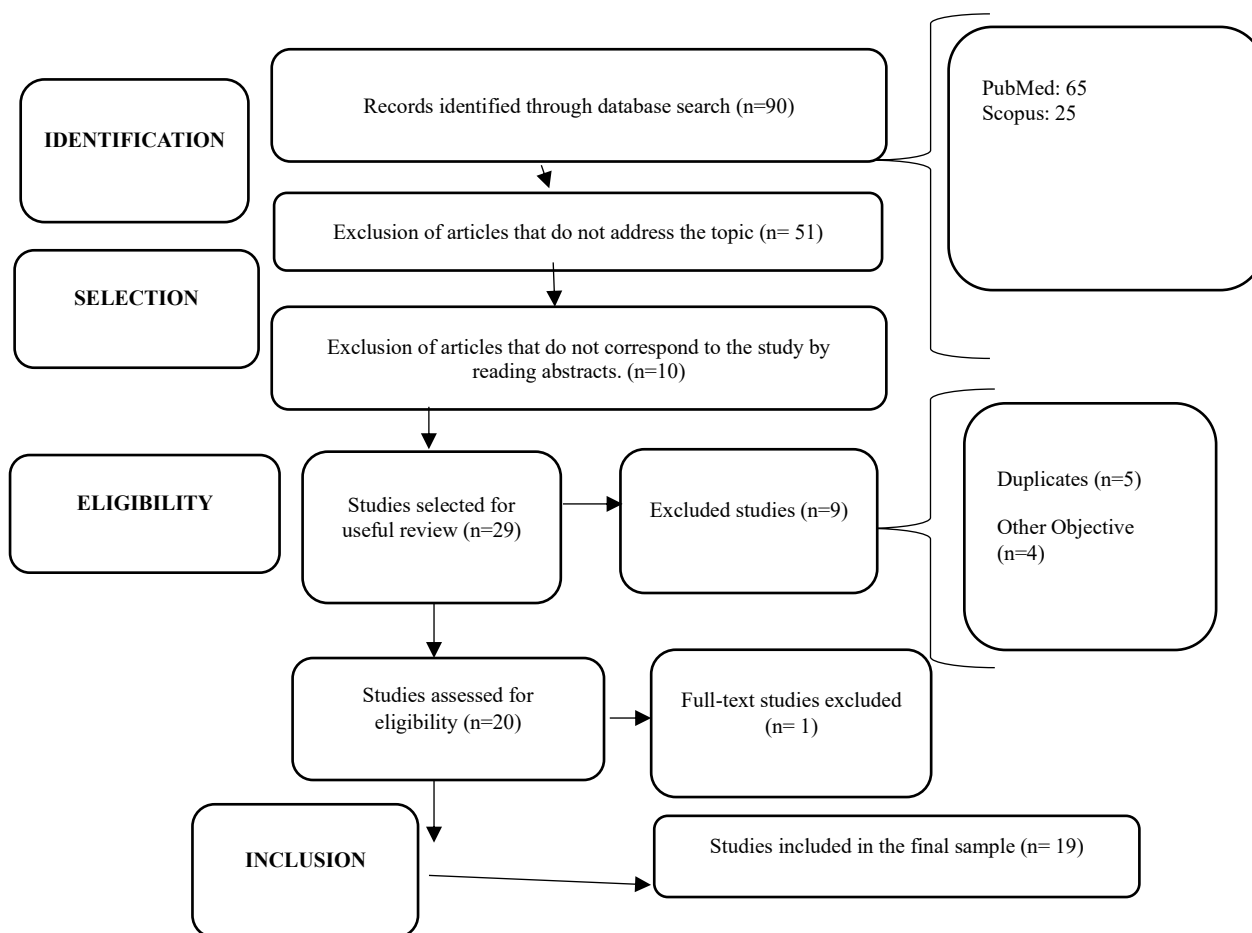 Records identified through database search (n=90)
PubMed: 65
Scopus: 25
IDENTIFICATION
Exclusion of articles that do not address the topic (n= 51)
SELECTION
Exclusion of articles that do not correspond to the study by
reading abstracts. (n=10)
ELIGIBILITY
Studies selected for
useful review (n=29)
Excluded studies (n=9)
Duplicates (n=5)
Other Objective
(n=4)
Studies assessed for
eligibility (n=20)
Full-text studies excluded
(n= 1)
INCLUSION
Studies included in the final sample (n= 19)